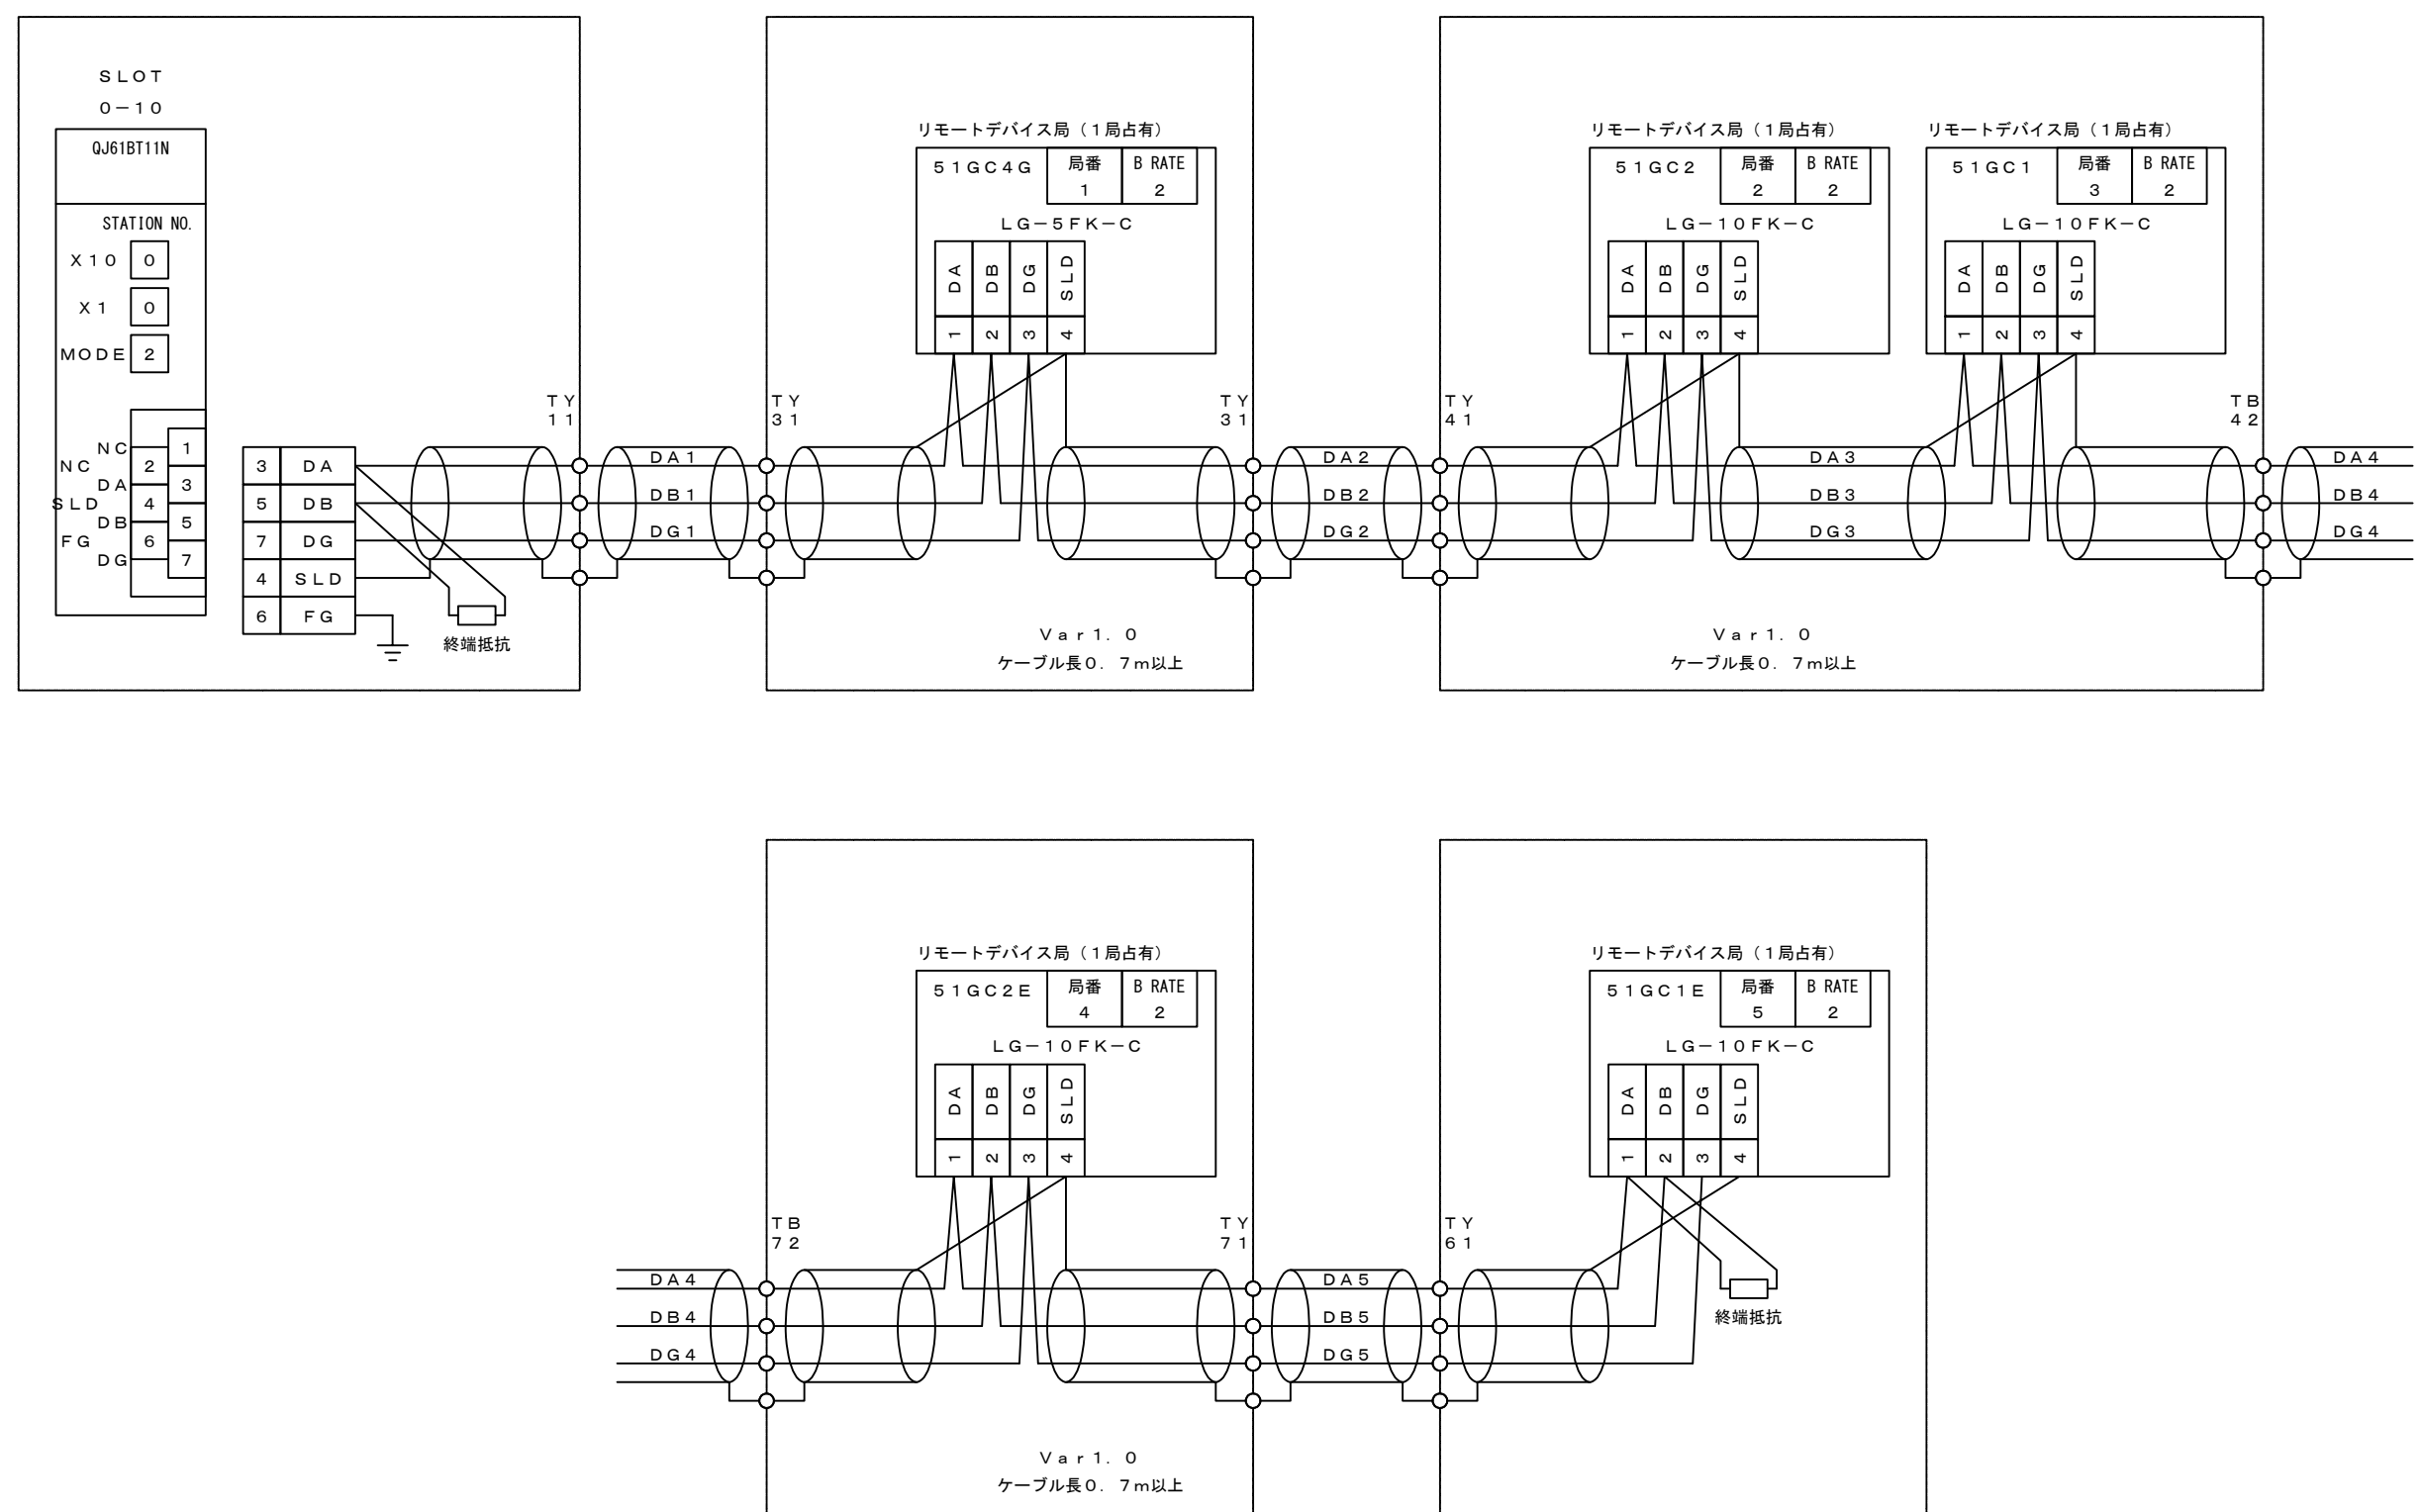 ＳＬＯＴ
０－１０
QJ61BT11N
STATION NO.
Ｘ１０ ０
Ｘ１ ０
ＭＯＤＥ ２
ＮＣ １
ＮＣ ２
ＤＡ ３
ＳＬＤ ４
ＤＢ ５
ＦＧ ６
ＤＧ ７
３ ＤＡ
５ ＤＢ
７ ＤＧ
４ ＳＬＤ
６ ＦＧ
終端抵抗
ＴＹ
１１
ＤＡ１
ＤＢ１
ＤＧ１
ＴＹ
３１
リモートデバイス局（１局占有）
５１ＧＣ４Ｇ
局番
１
B RATE
２
ＬＧ－５ＦＫ－Ｃ
ＤＡ ＤＢ ＤＧ ＳＬＤ
１ ２ ３ ４
ＴＹ
３１
Ｖａｒ１．０
ケーブル長０．７ｍ以上
ＤＡ２
ＤＢ２
ＤＧ２
ＴＹ
４１
リモートデバイス局（１局占有）
５１ＧＣ２
局番
２
B RATE
２
ＬＧ－１０ＦＫ－Ｃ
ＤＡ ＤＢ ＤＧ ＳＬＤ
１ ２ ３ ４
ＤＡ３
ＤＢ３
ＤＧ３
Ｖａｒ１．０
ケーブル長０．７ｍ以上
リモートデバイス局（１局占有）
５１ＧＣ１
局番
３
B RATE
２
ＬＧ－１０ＦＫ－Ｃ
ＤＡ ＤＢ ＤＧ ＳＬＤ
１ ２ ３ ４
ＴＢ
４２
ＤＡ４
ＤＢ４
ＤＧ４
ＤＡ４
ＤＢ４
ＤＧ４
ＴＢ
７２
リモートデバイス局（１局占有）
５１ＧＣ２Ｅ
局番
４
B RATE
２
ＬＧ－１０ＦＫ－Ｃ
ＤＡ ＤＢ ＤＧ ＳＬＤ
１ ２ ３ ４
ＴＹ
７１
Ｖａｒ１．０
ケーブル長０．７ｍ以上
ＤＡ５
ＤＢ５
ＤＧ５
ＴＹ
６１
リモートデバイス局（１局占有）
５１ＧＣ１Ｅ
局番
５
B RATE
２
ＬＧ－１０ＦＫ－Ｃ
ＤＡ ＤＢ ＤＧ ＳＬＤ
１ ２ ３ ４
終端抵抗